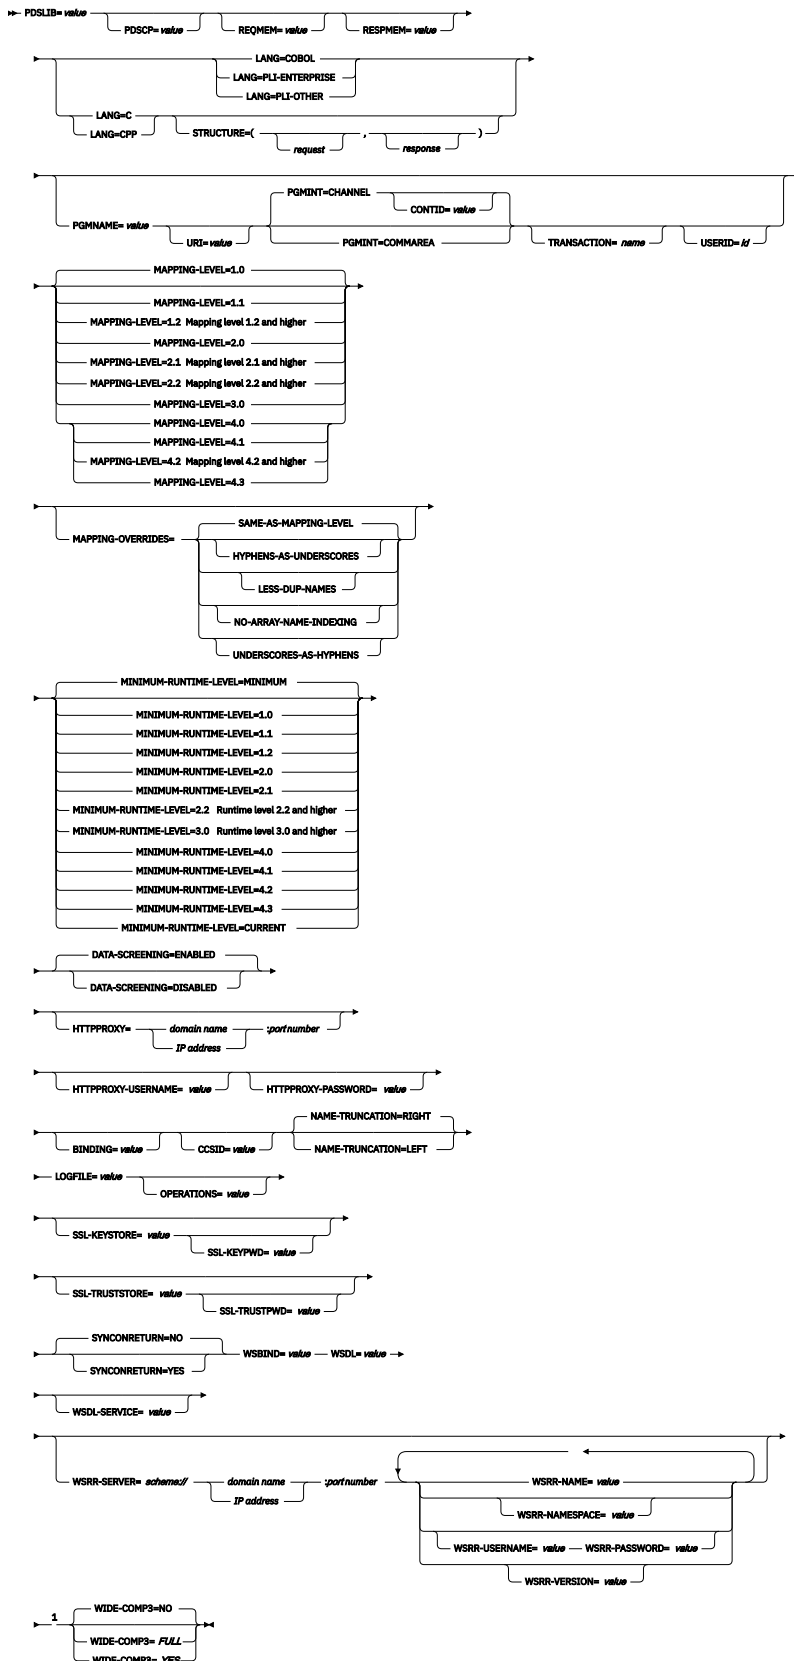 PDSLIB= value
PDSCP= value REQMEM= value RESPMEM= value
LANG=COBOL
LANG=PLI-ENTERPRISE
LANG=PLI-OTHER
LANG=C
LANG=CPP STRUCTURE=( , )
request response
PGMINT=CHANNEL
CONTID= value
PGMNAME= value
URI= value PGMINT=COMMAREA TRANSACTION= name USERID= id
MAPPING-LEVEL=1.0
MAPPING-LEVEL=1.1
MAPPING-LEVEL=1.2 Mapping level 1.2 and higher
MAPPING-LEVEL=2.0
MAPPING-LEVEL=2.1 Mapping level 2.1 and higher
MAPPING-LEVEL=2.2 Mapping level 2.2 and higher
MAPPING-LEVEL=3.0
MAPPING-LEVEL=4.0
MAPPING-LEVEL=4.1
MAPPING-LEVEL=4.2 Mapping level 4.2 and higher
MAPPING-LEVEL=4.3
SAME-AS-MAPPING-LEVEL
MAPPING-OVERRIDES=
HYPHENS-AS-UNDERSCORES
LESS-DUP-NAMES
NO-ARRAY-NAME-INDEXING
UNDERSCORES-AS-HYPHENS
MINIMUM-RUNTIME-LEVEL=MINIMUM
MINIMUM-RUNTIME-LEVEL=1.0
MINIMUM-RUNTIME-LEVEL=1.1
MINIMUM-RUNTIME-LEVEL=1.2
MINIMUM-RUNTIME-LEVEL=2.0
MINIMUM-RUNTIME-LEVEL=2.1
MINIMUM-RUNTIME-LEVEL=2.2 Runtime level 2.2 and higher
MINIMUM-RUNTIME-LEVEL=3.0 Runtime level 3.0 and higher
MINIMUM-RUNTIME-LEVEL=4.0
MINIMUM-RUNTIME-LEVEL=4.1
MINIMUM-RUNTIME-LEVEL=4.2
MINIMUM-RUNTIME-LEVEL=4.3
MINIMUM-RUNTIME-LEVEL=CURRENT
DATA-SCREENING=ENABLED
DATA-SCREENING=DISABLED
HTTPPROXY= domain name :port number
IP address
HTTPPROXY-USERNAME= value HTTPPROXY-PASSWORD= value
NAME-TRUNCATION=RIGHT
BINDING= value CCSID= value NAME-TRUNCATION=LEFT
LOGFILE= value
OPERATIONS= value
SSL-KEYSTORE= value
SSL-KEYPWD= value
SSL-TRUSTSTORE= value
SSL-TRUSTPWD= value
SYNCONRETURN=NO
WSBIND= value WSDL= value
SYNCONRETURN=YES
WSDL-SERVICE= value
WSRR-SERVER= scheme:// domain name :port number WSRR-NAME= value
IP address
WSRR-NAMESPACE= value
WSRR-USERNAME= value WSRR-PASSWORD= value
WSRR-VERSION= value
WIDE-COMP3=NO
1
WIDE-COMP3= FULL
WIDE-COMP3= YES